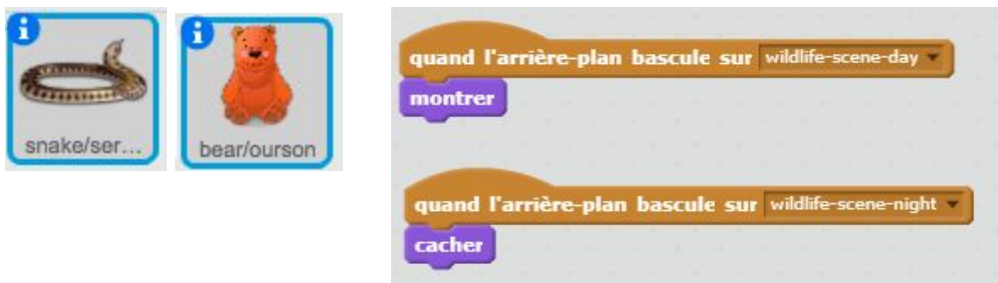 i
snake/ser...
i
bear/ourson
quand l'arrière-plan bascule sur wildlife-scene-day
montrer
quand l'arrière-plan bascule sur wildlife-scene-night
cacher